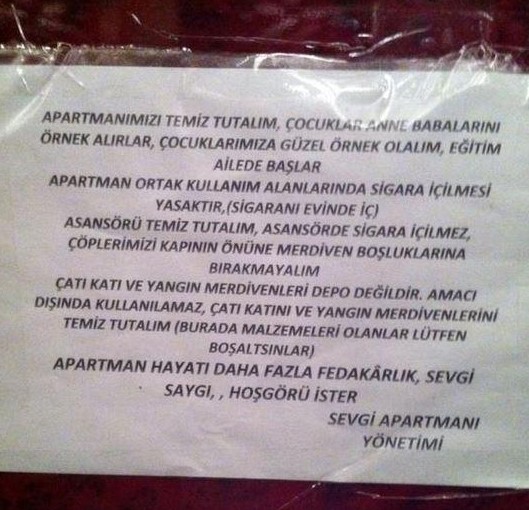 APARTMANIMIZI TEMİZ TUTALIM, ÇOCUKLAR ANNE BABALARINI
ÖRNEK ALIRLAR, ÇOCUKLARIMIZA GÜZEL ÖRNEK OLALIM, EĞİTİM
AİLEDE BAŞLAR
APARTMAN ORTAK KULLANIM ALANLARINDA SİGARA İÇİLMESİ
YASAKTIR,(SİGARANI EVİNDE İÇ)
ASANSÖRÜ TEMİZ TUTALIM, ASANSÖRDE SİGARA İÇİLMEZ,
ÇÖPLERİMİZİ KAPININ ÖNÜNE MERDİVEN BOŞLUKLARINA
BIRAKMAYALIM
ÇATI KATI VE YANGIN MERDİVENLERİ DEPO DEĞİLDİR. AMACI
DIŞINDA KULLANILAMAZ, ÇATI KATINI VE YANGIN MERDİVENLERİNİ
TEMİZ TUTALIM (BURADA MALZEMELERİ OLANLAR LÜTFEN
BOŞALTSINLAR)
APARTMAN HAYATI DAHA FAZLA FEDAKÂRLIK, SEVGİ
SAYGI, , HOŞGÖRÜ İSTER
SEVGİ APARTMANI
YÖNETİMİ